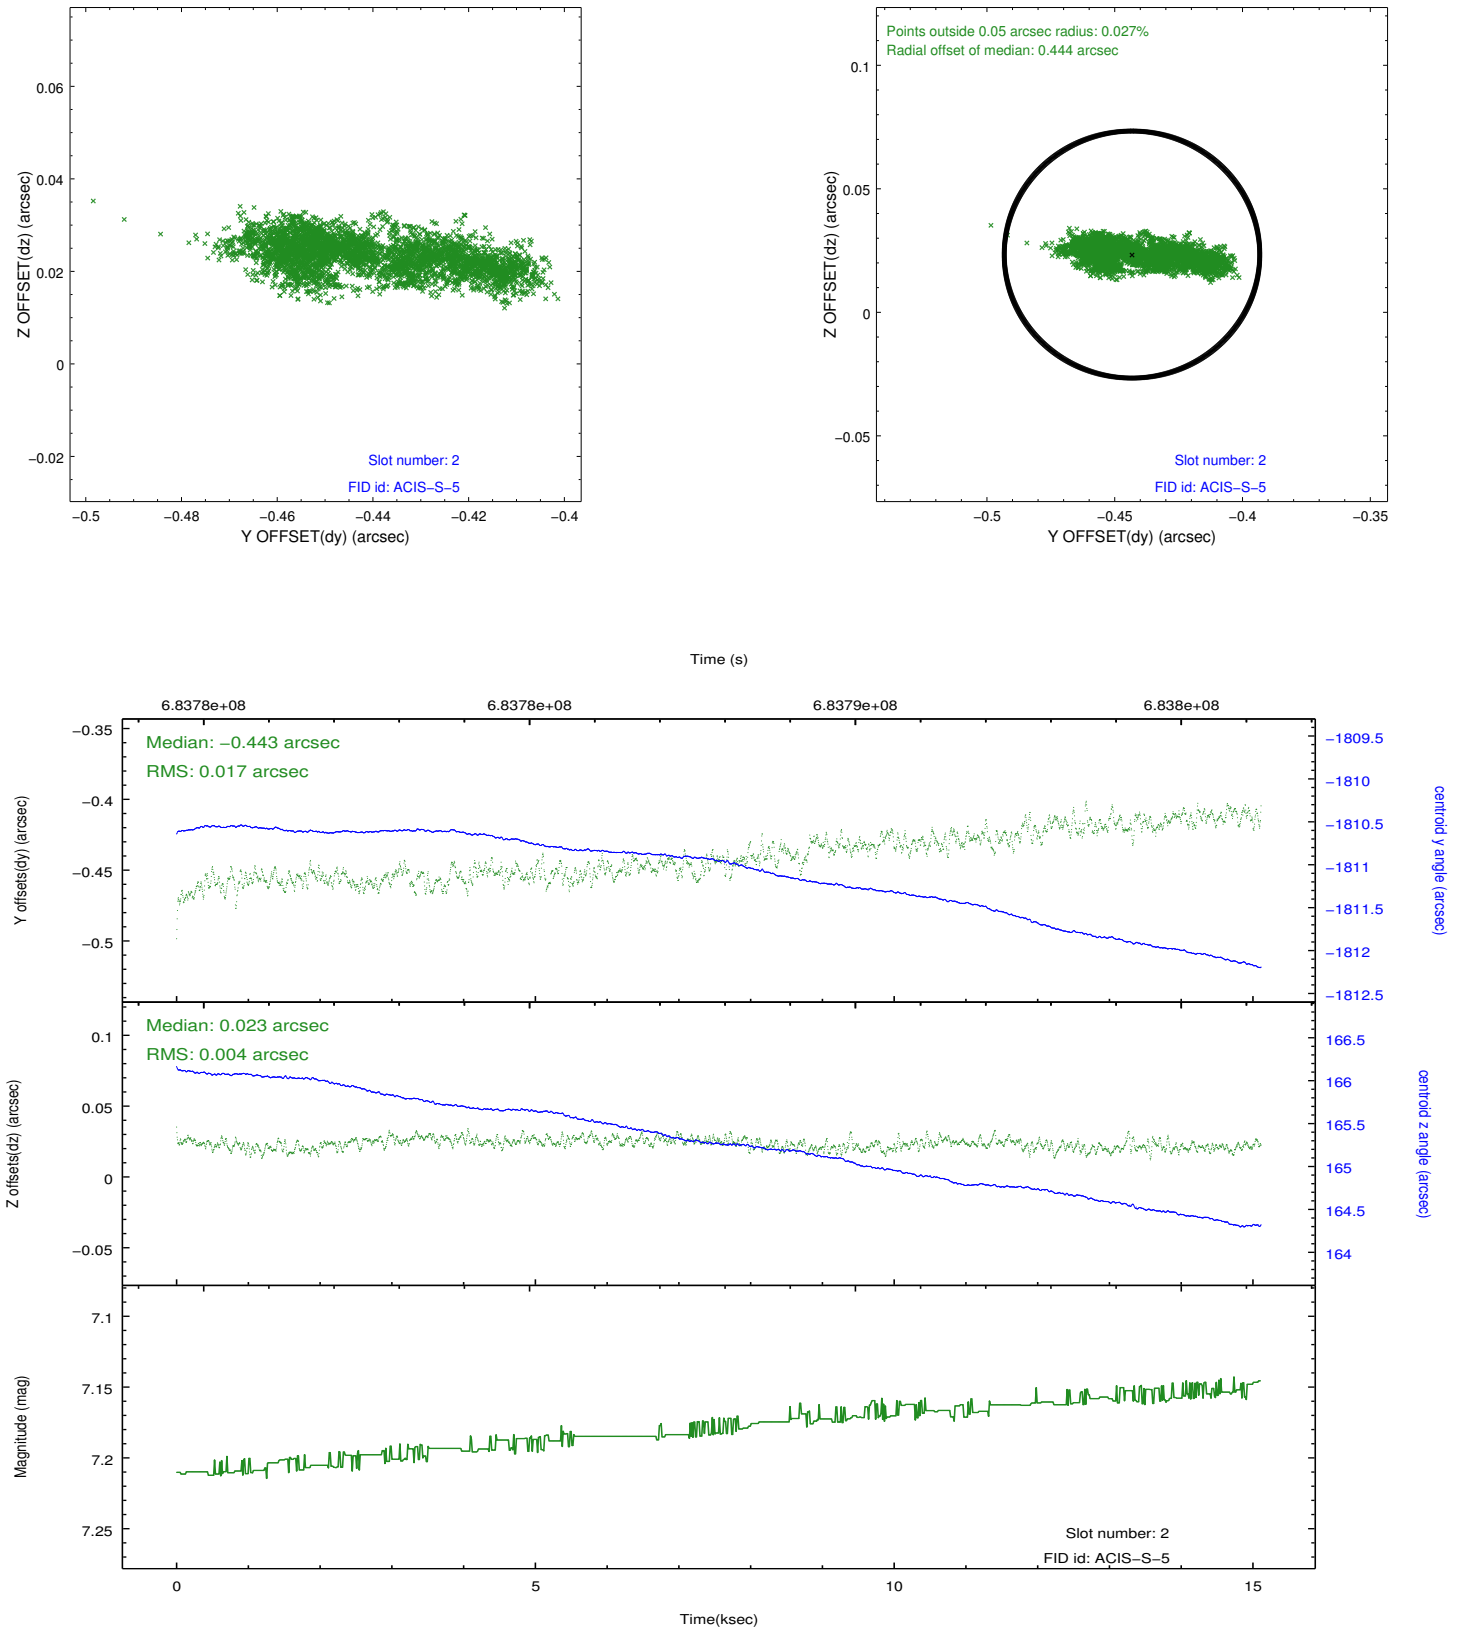 0.06
0.04
0.02
0
−0.02
Z OFFSET(dz) (arcsec)
Slot number: 2
FID id: ACIS−S−5
−0.5 −0.48 −0.46 −0.44 −0.42 −0.4
Y OFFSET(dy) (arcsec)
Points outside 0.05 arcsec radius: 0.027%
Radial offset of median: 0.444 arcsec
0.1
0.05
0
−0.05
Z OFFSET(dz) (arcsec)
Slot number: 2
FID id: ACIS−S−5
−0.5 −0.45 −0.4 −0.35
Y OFFSET(dy) (arcsec)
Time (s)
6.8378e+08 6.8378e+08 6.8379e+08 6.838e+08
Median: −0.443 arcsec
RMS: 0.017 arcsec
−0.35
−0.4
−0.45
−0.5
Y offsets(dy) (arcsec)
−1809.5
−1810
−1810.5
−1811
−1811.5
−1812
−1812.5
centroid y angle (arcsec)
Median: 0.023 arcsec
RMS: 0.004 arcsec
0.1
0.05
0
−0.05
Z offsets(dz) (arcsec)
166.5
166
165.5
165
164.5
164
centroid z angle (arcsec)
7.1
7.15
7.2
7.25
Magnitude (mag)
Slot number: 2
FID id: ACIS−S−5
0 5 10 15
Time(ksec)